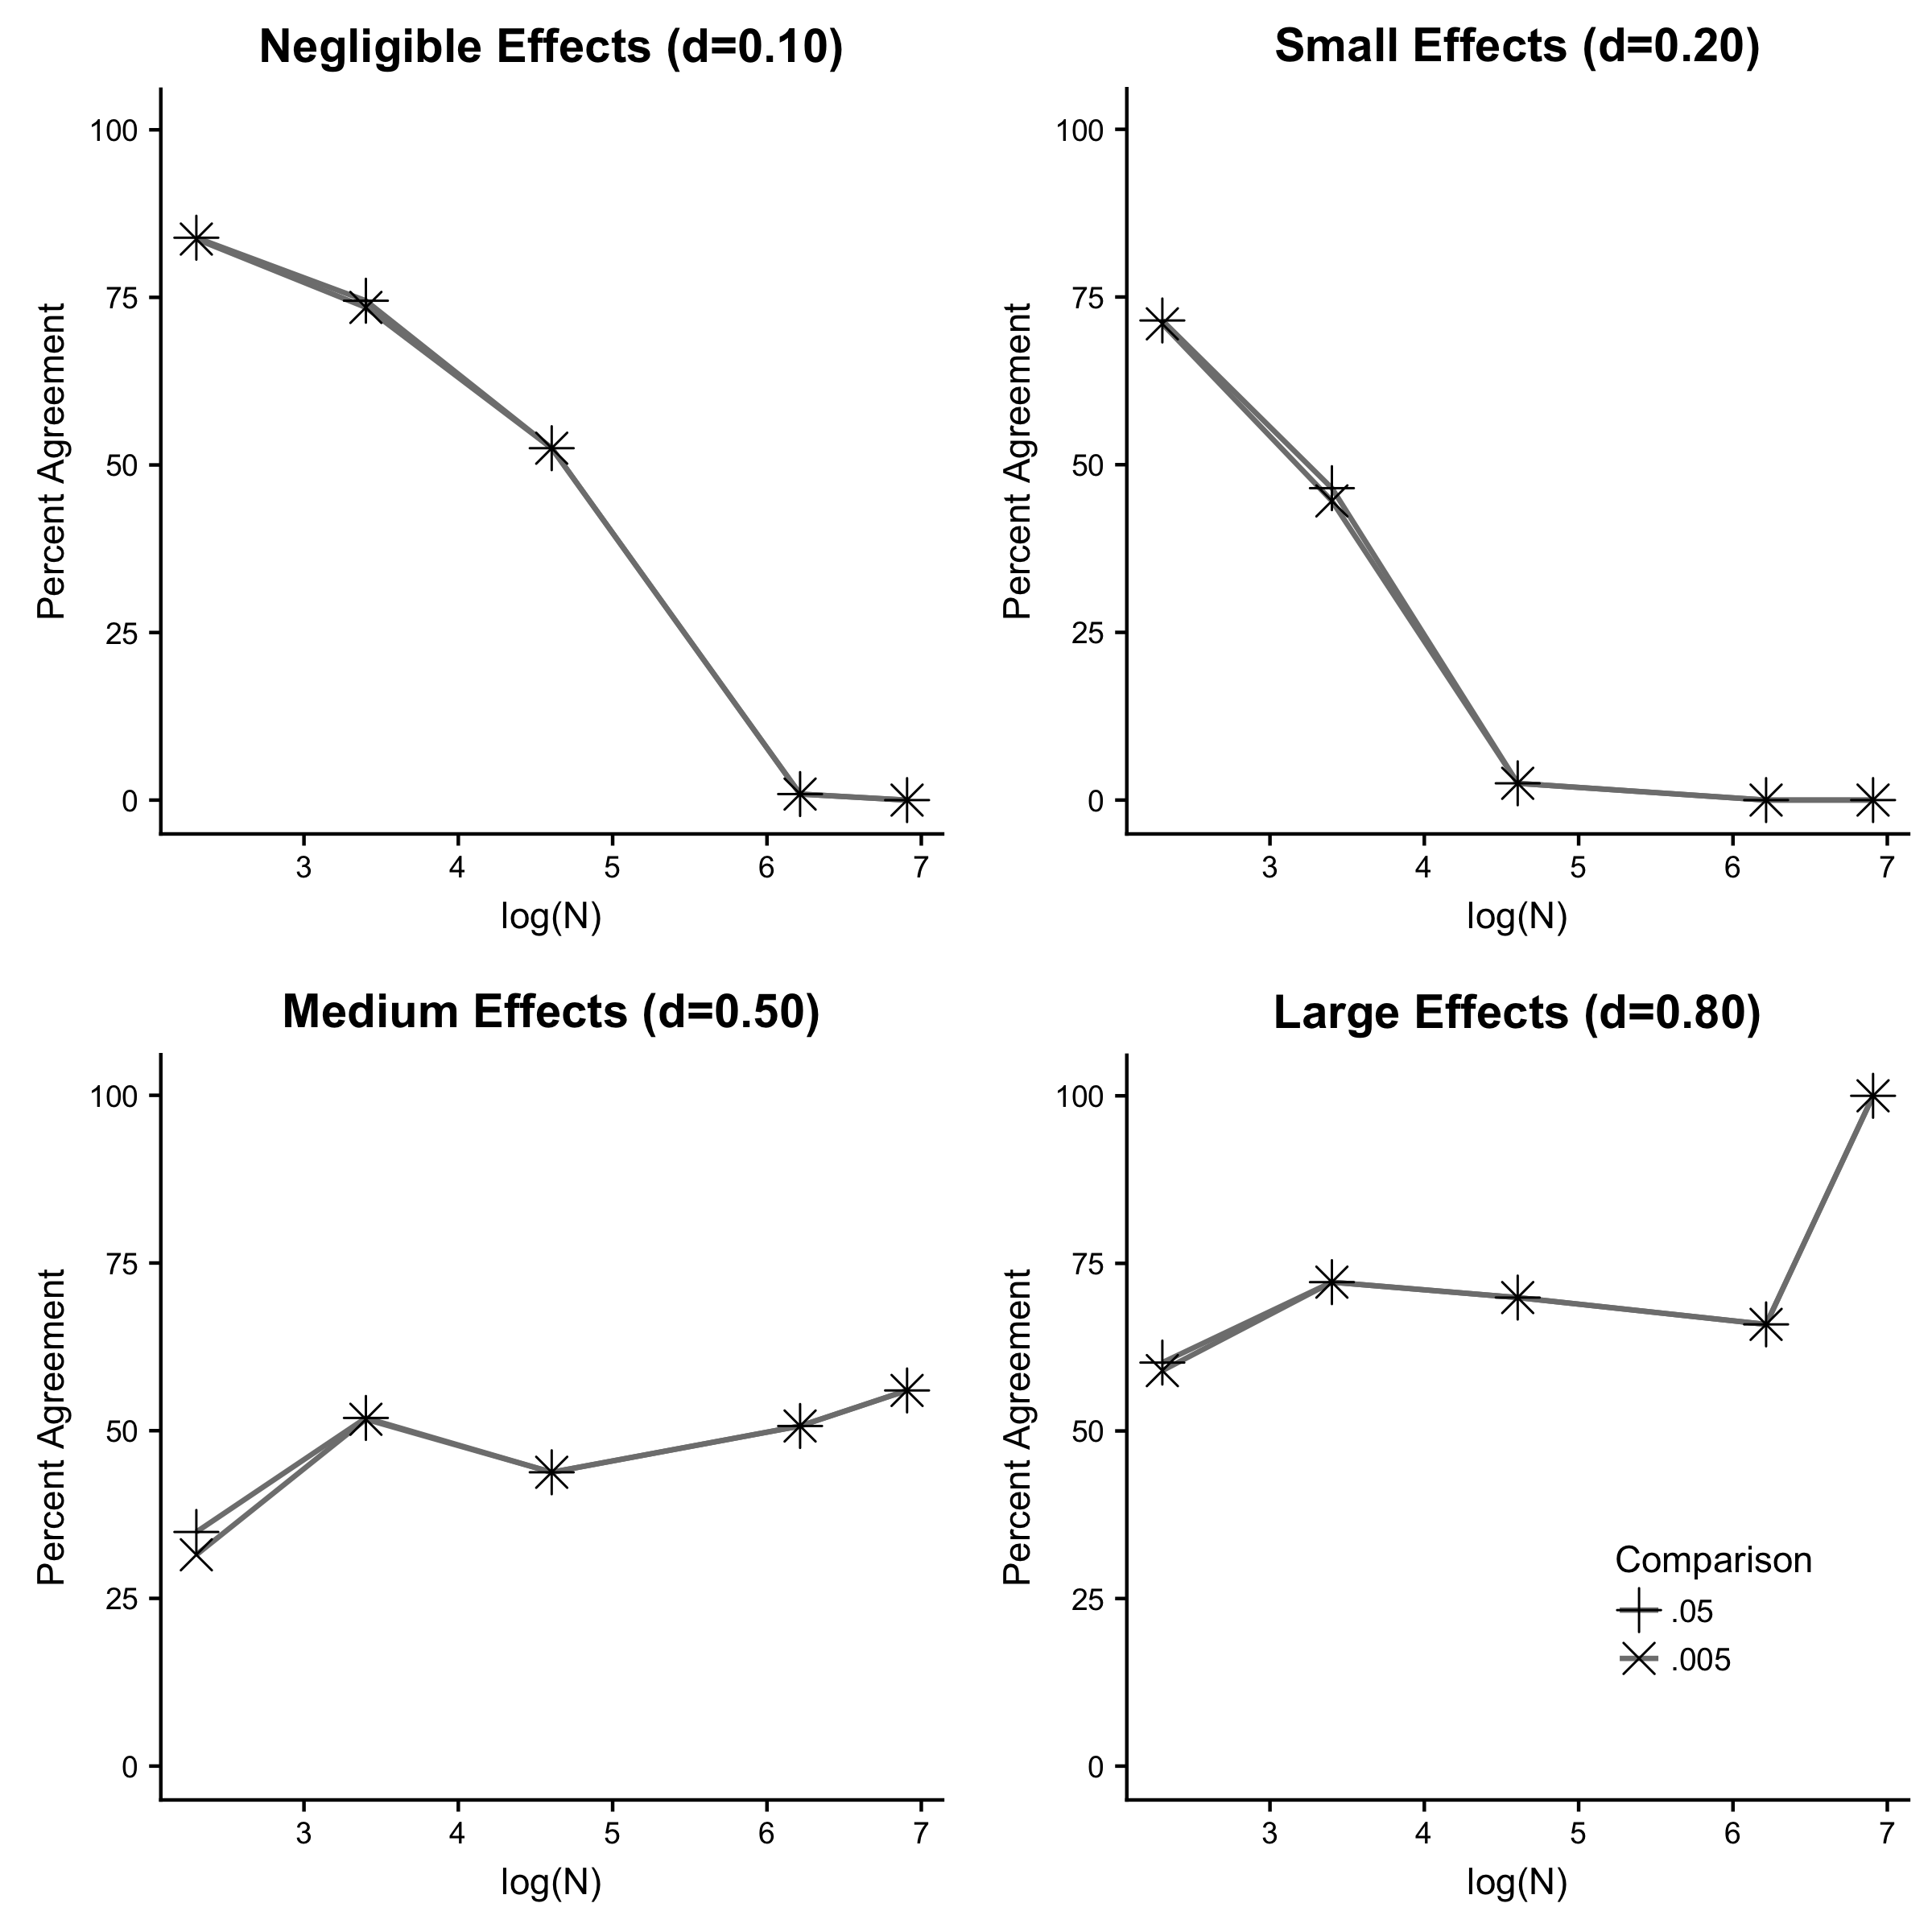 Negligible Effects (d=0.10)
Percent Agreement
100
75
50
25
0
3 4 5 6 7
log(N)
Small Effects (d=0.20)
Percent Agreement
100
75
50
25
0
3 4 5 6 7
log(N)
Medium Effects (d=0.50)
Percent Agreement
100
75
50
25
0
3 4 5 6 7
log(N)
Large Effects (d=0.80)
Percent Agreement
100
75
50
25
0
Comparison
.05
.005
3 4 5 6 7
log(N)